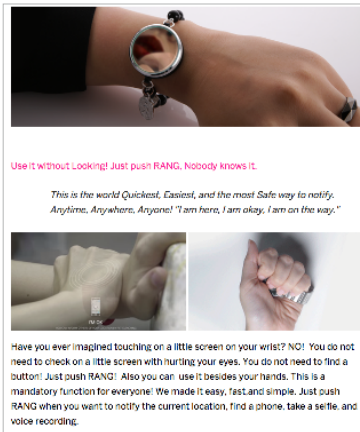 Use it without Looking! Just push RANG, Nobody knows it.
This is the world Quickest, Easiest, and the most Safe way to notify.
Anytime, Anywhere, Anyone! "I am here, I am okay, I am on the way."
I'M OK
Have you ever imagined touching on a little screen on your wrist? NO! You do not
need to check on a little screen with hurting your eyes. You do not need to find a
button! Just push RANG! Also you can use it besides your hands. This is a
mandatory function for everyone! We made it easy, fast.and simple. Just push
RANG when you want to notify the current location, find a phone, take a selfie, and
voice recording.